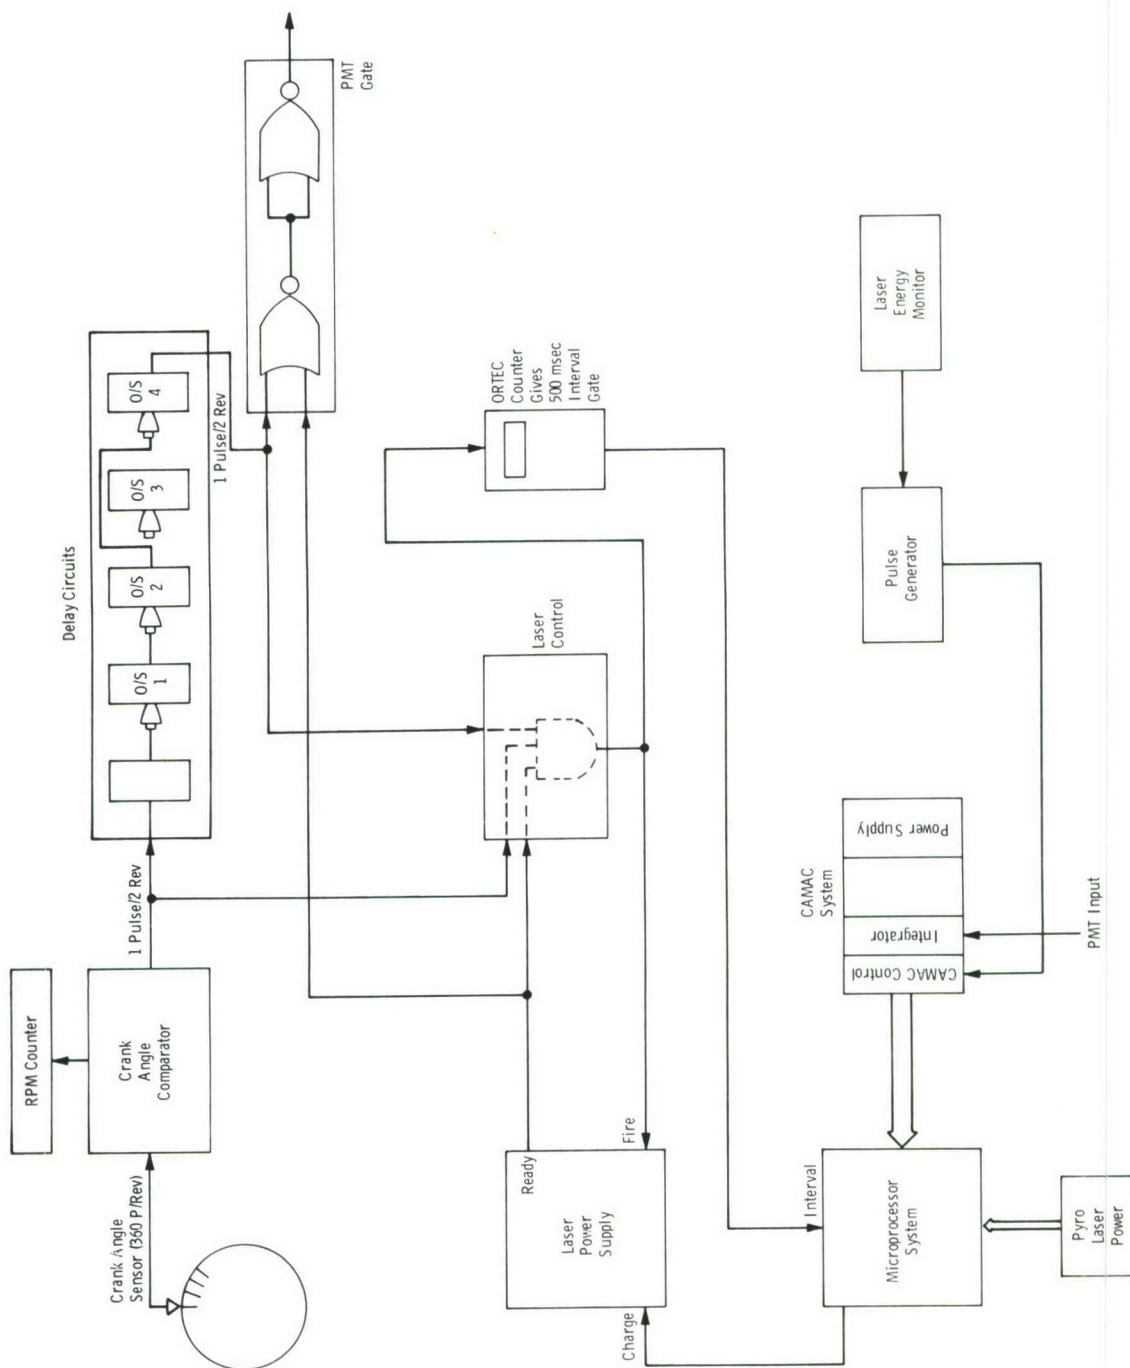 RPM Counter
Crank Angle
Sensor (360 P/Rev)
Crank
Angle
Comparator
1 Pulse/2 Rev
Delay Circuits
O/S
1
O/S
2
O/S
3
O/S
4
1 Pulse/2 Rev
PMT
Gate
Laser
Control
ORTEC
Counter
Gives
500 msec
Interval
Gate
Ready
Fire
Laser
Power
Supply
Charge
Interval
Microprocessor
System
Pyro
Laser
Power
CAMAC
System
CAMAC Control
Integrator
Power Supply
PMT Input
Pulse
Generator
Laser
Energy
Monitor